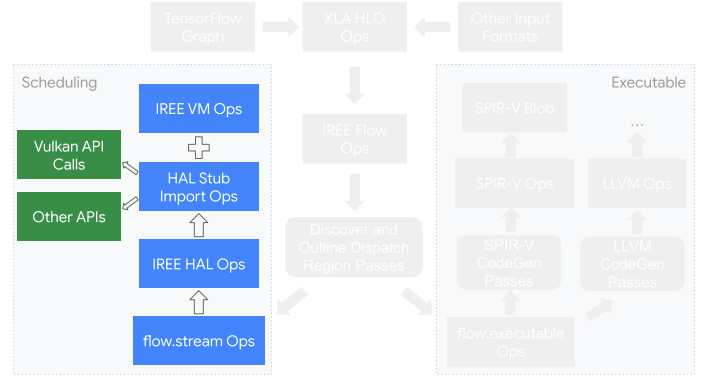 TensorFlow
Graph
XLA HLO
Ops
Other Input
Formats
Scheduling
IREE VM Ops
Vulkan API
Calls
HAL Stub
Import Ops
Other APIs
IREE HAL Ops
flow.stream Ops
IREE Flow
Ops
Discover and
Outline Dispatch
Region Passes
Executable
SPIR-V Blob
...
SPIR-V Ops
LLVM Ops
SPIR-V
CodeGen
Passes
LLVM
CodeGen
Passes
flow.executable
Ops